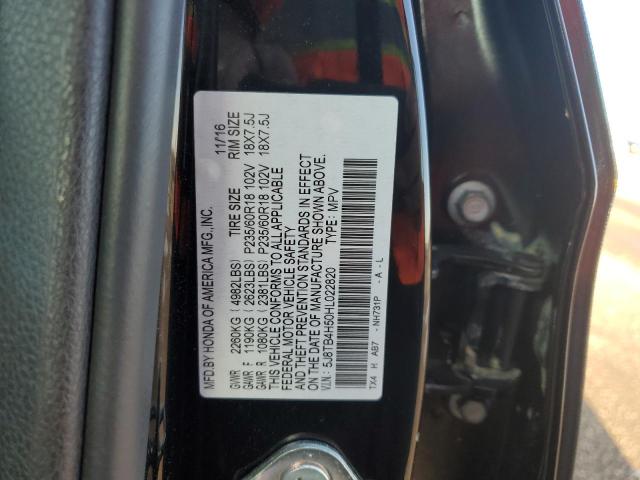 MFD.BY HONDA OF AMERICA MFG.,INC. 11/16
GVWR 2260KG ( 4982LBS) TIRE SIZE RIM SIZE
GAWR F 1190KG ( 2623LBS) P235/60R18 102V 18X7.5J
GAWR R 1080KG ( 2381LBS) P235/60R18 102V 18X7.5J
THIS VEHICLE CONFORMS TO ALL APPLICABLE
FEDERAL MOTOR VEHICLE SAFETY
AND THEFT PREVENTION STANDARDS IN EFFECT
ON THE DATE OF MANUFACTURE SHOWN ABOVE.
V.I.N.: 5J8TB4H50HL022820 TYPE: MPV
TX4 H AB7 - NH731P - A - L